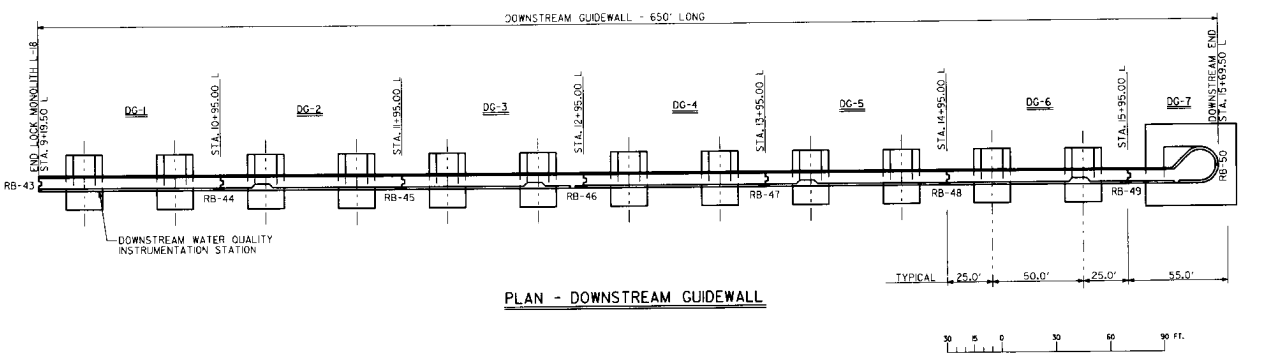 DOWNSTREAM GUIDEWALL - 650' LONG
END LOCK MONOLITH L-18
STA. 9+19.50 L
DG-1
STA. 10+95.00 L
DG-2
STA. 11+95.00 L
DG-3
STA. 12+95.00 L
DG-4
STA. 13+95.00 L
DG-5
STA. 14+95.00 L
DG-6
STA. 15+95.00 L
DG-7
DOWNSTREAM END
STA. 15+69.50 L
RB-43
RB-44
RB-45
RB-46
RB-47
RB-48
RB-49
RB-50
DOWNSTREAM WATER QUALITY
INSTRUMENTATION STATION
TYPICAL
25.0'
50.0'
25.0'
55.0'
PLAN - DOWNSTREAM GUIDEWALL
30 15 0 30 60 90 FT.